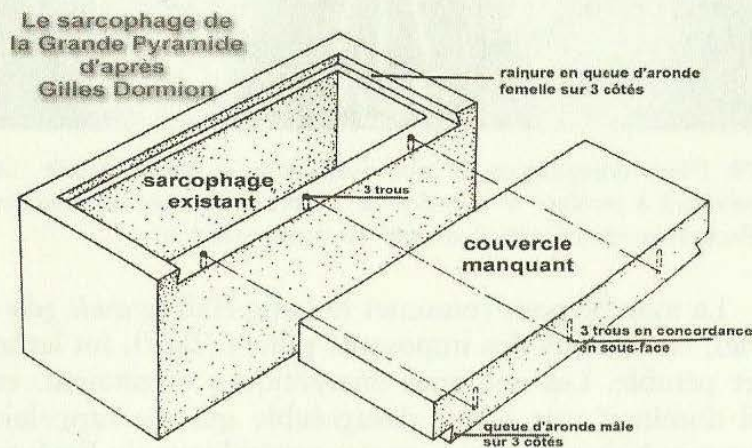 Le sarcophage de
la Grande Pyramide
d'après
Gilles Dormion
rainure en queue d'aronde
femelle sur 3 côtés
sarcophage
existant
3 trous
couvercle
manquant
3 trous en concordance
en sous-face
queue d'aronde mâle
sur 3 côtés